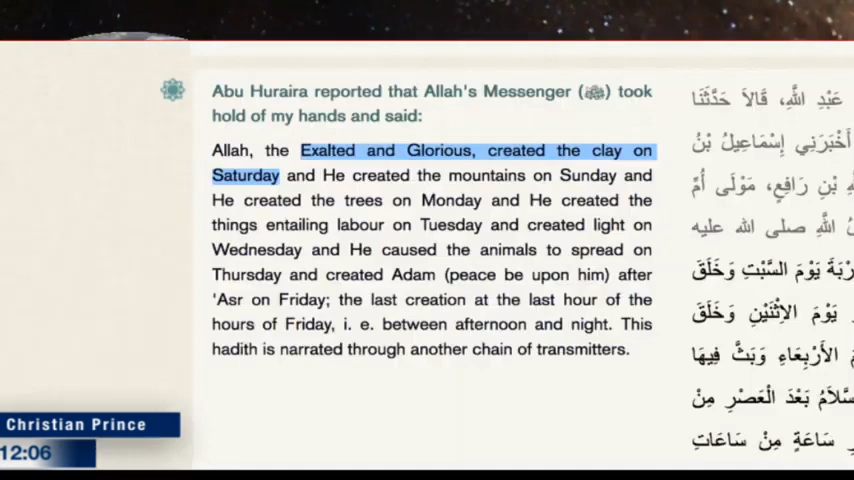 Abu Huraira reported that Allah's Messenger (ﷺ) took
hold of my hands and said:
Allah, the Exalted and Glorious, created the clay on
Saturday and He created the mountains on Sunday and
He created the trees on Monday and He created the
things entailing labour on Tuesday and created light on
Wednesday and He caused the animals to spread on
Thursday and created Adam (peace be upon him) after
'Asr on Friday; the last creation at the last hour of the
hours of Friday, i. e. between afternoon and night. This
hadith is narrated through another chain of transmitters.
عَبْدِ اللَّهِ، قَالاَ حَدَّثَنَا
أَخْبَرَنِي إِسْمَاعِيلُ بْنُ
بْنِ رَافِعٍ، مَوْلَى أُمِّ
اللَّهِ صلى الله عليه
يَوْمَ السَّبْتِ وَخَلَقَ
يَوْمَ الاِثْنَيْنِ وَخَلَقَ
الأَرْبِعَاءِ وَبَثَّ فِيهَا
السَّلاَمُ بَعْدَ الْعَصْرِ مِنْ
سَاعَةٍ مِنْ سَاعَاتِ
Christian Prince
12:06